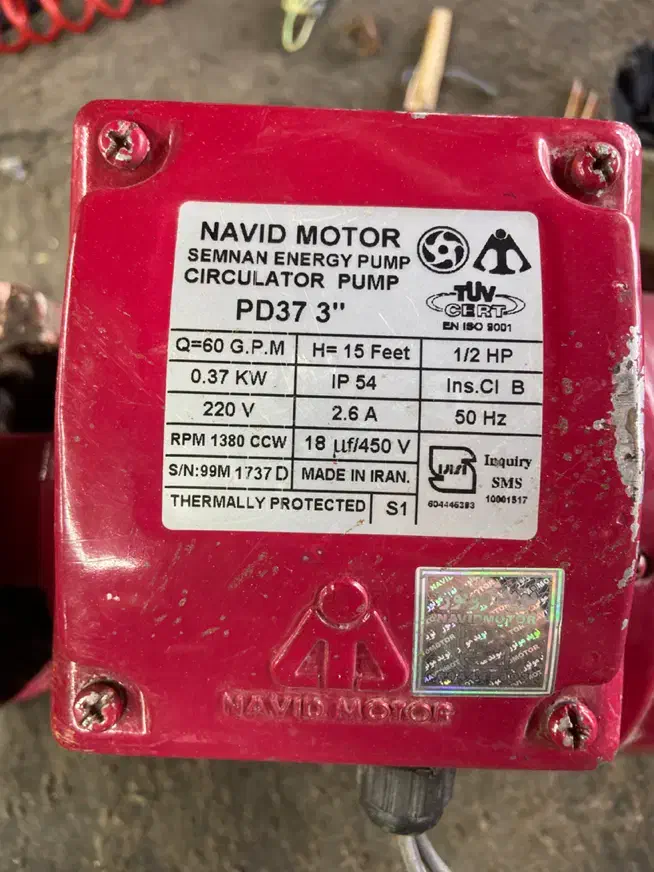 NAVID MOTOR
SEMNAN ENERGY PUMP
CIRCULATOR PUMP
PD37 3"
TÜV
CERT
EN ISO 9001
Q=60 G.P.M H= 15 Feet 1/2 HP
0.37 KW IP 54 Ins.Cl B
220 V 2.6 A 50 Hz
RPM 1380 CCW 18 µf/450 V
S/N:99M 1737 D MADE IN IRAN.
THERMALLY PROTECTED S1
Inquiry
SMS
10001517
NAVID MOTOR
NAVIDMOTOR